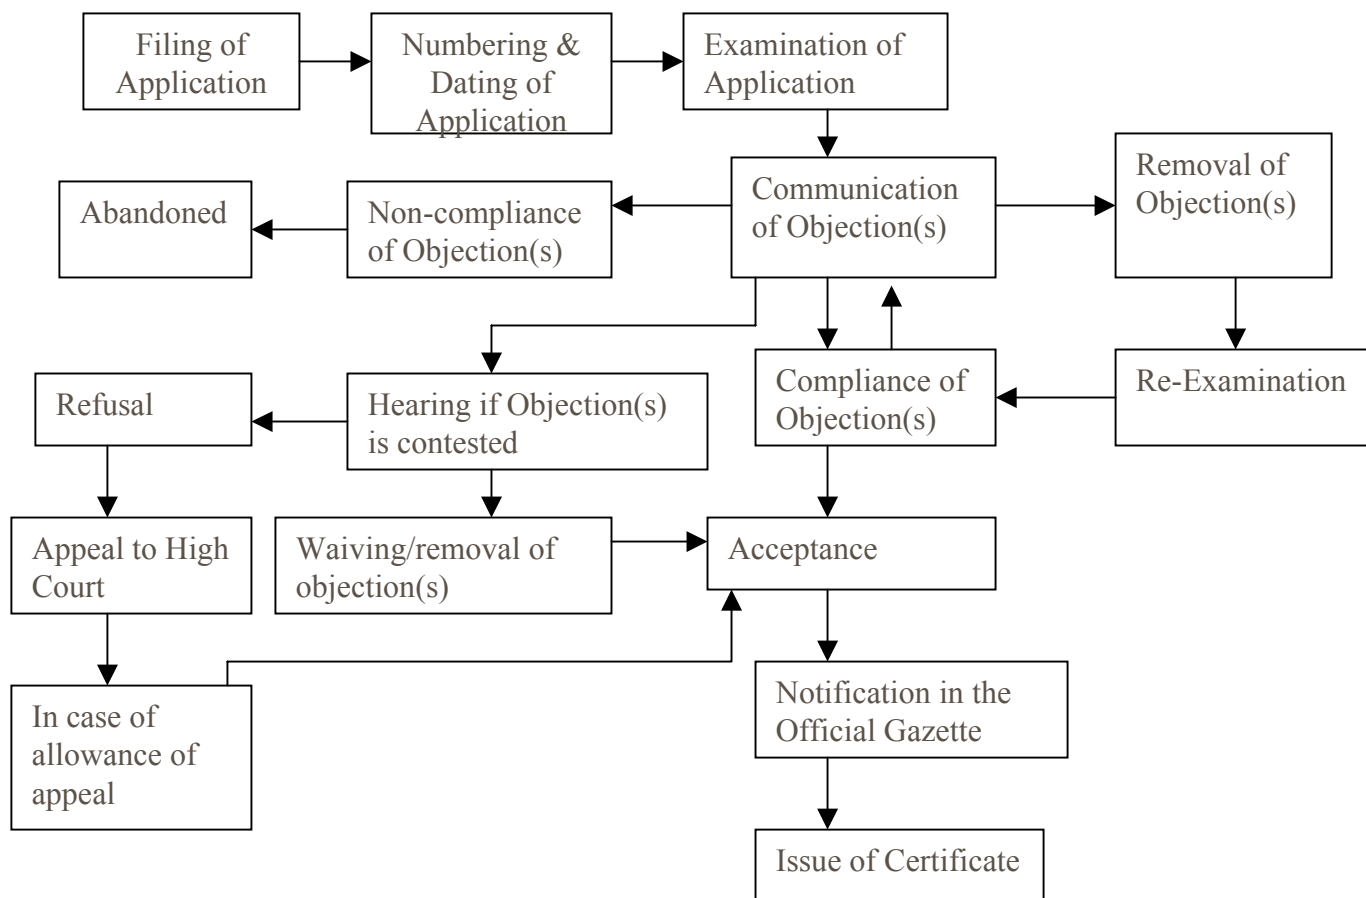 Filing of
Application
Numbering &
Dating of
Application
Examination of
Application
Abandoned
Non-compliance
of Objection(s)
Communication
of Objection(s)
Removal of
Objection(s)
Refusal
Hearing if Objection(s)
is contested
Compliance of
Objection(s)
Re-Examination
Appeal to High
Court
Waiving/removal of
objection(s)
Acceptance
In case of
allowance of
appeal
Notification in the
Official Gazette
Issue of Certificate